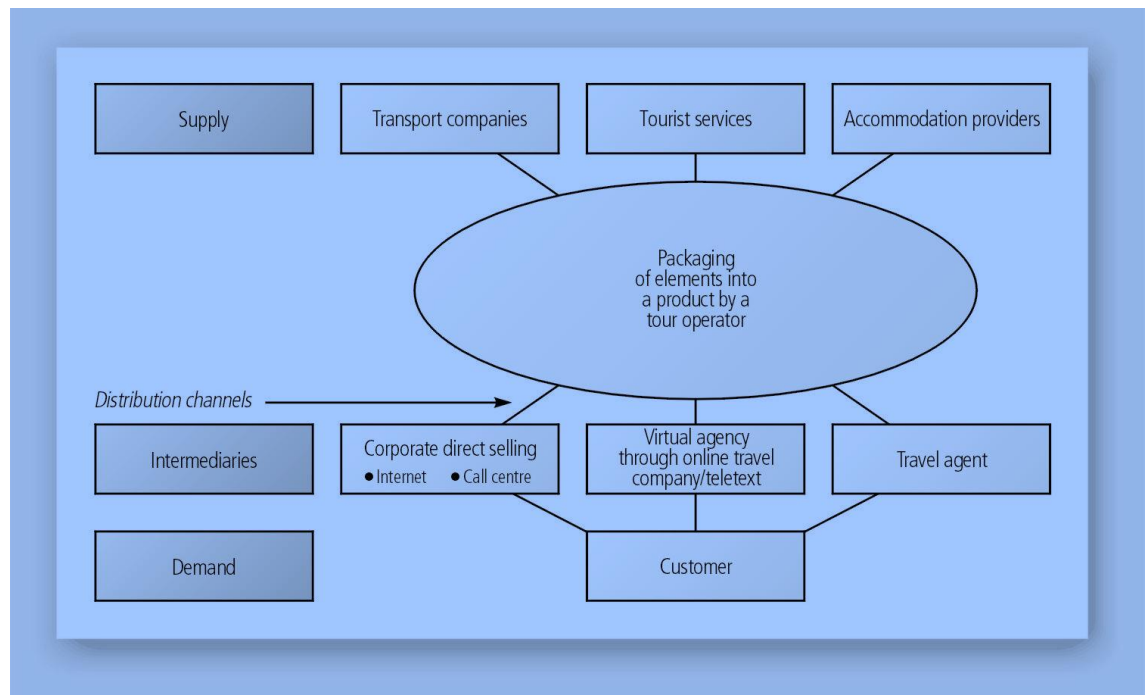 Supply
Transport companies
Tourist services
Accommodation providers
Packaging
of elements into
a product by a
tour operator
Distribution channels
Intermediaries
Corporate direct selling
● Internet ● Call centre
Virtual agency
through online travel
company/teletext
Travel agent
Demand
Customer